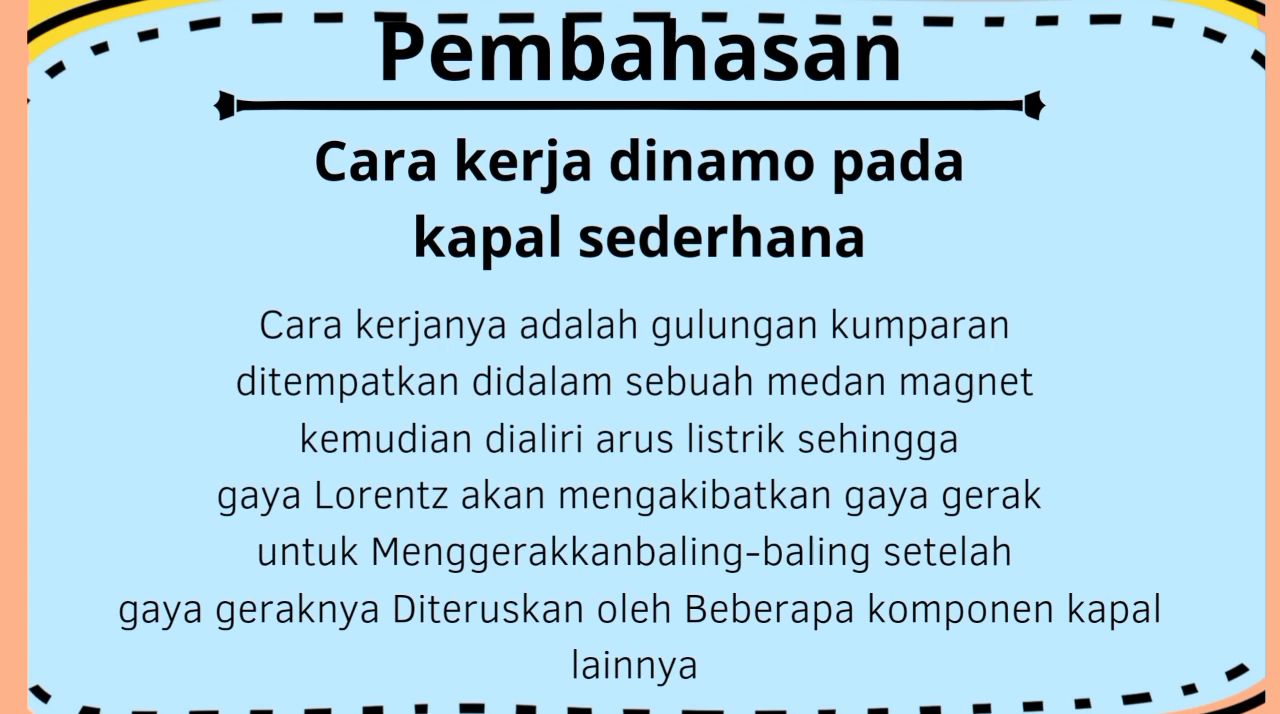 Pembahasan
Cara kerja dinamo pada
kapal sederhana
Cara kerjanya adalah gulungan kumparan
ditempatkan didalam sebuah medan magnet
kemudian dialiri arus listrik sehingga
gaya Lorentz akan mengakibatkan gaya gerak
untuk Menggerakkanbaling-baling setelah
gaya geraknya Diteruskan oleh Beberapa komponen kapal
lainnya